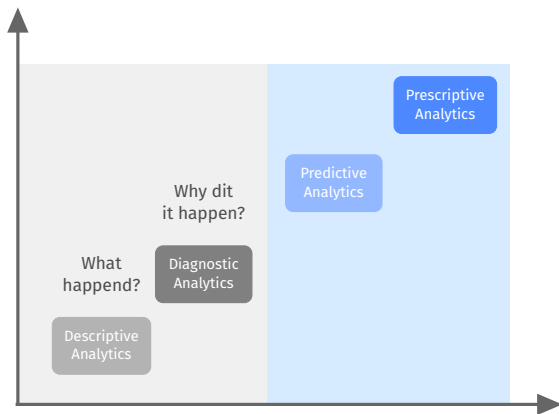 Prescriptive
Analytics
Predictive
Analytics
Why dit
it happen?
Diagnostic
Analytics
What
happend?
Descriptive
Analytics